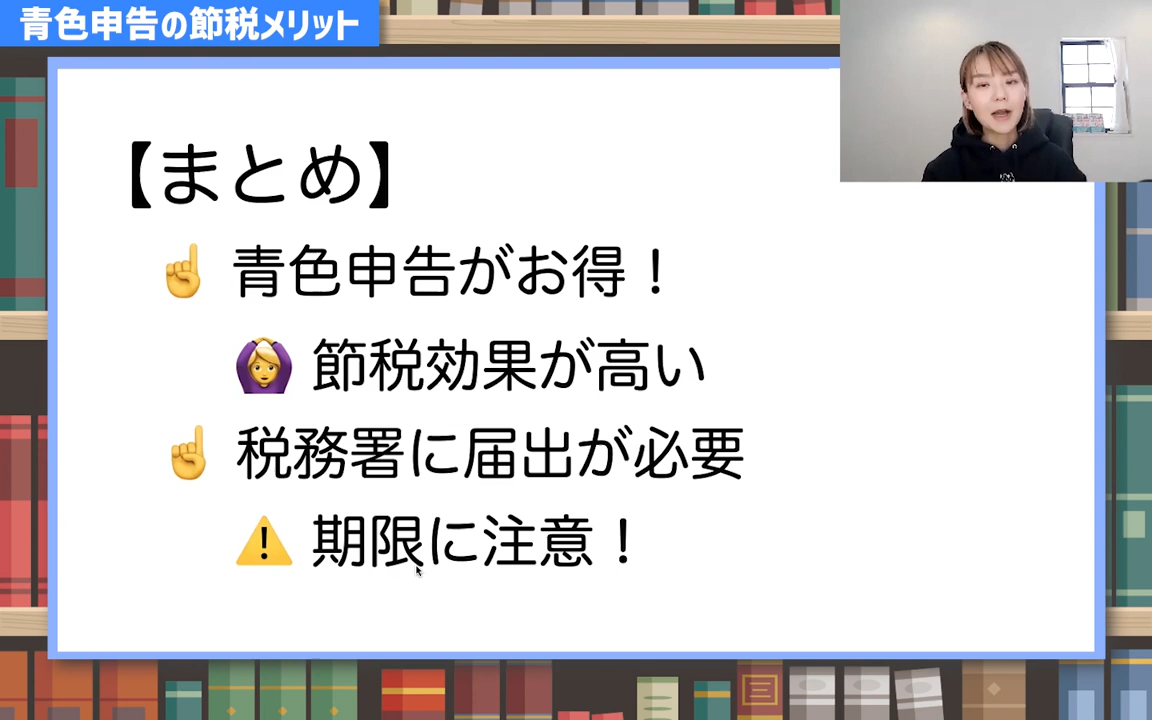 青色申告の節税メリット
【まとめ】
☝ 青色申告がお得！
🙆‍♀️ 節税効果が高い
☝ 税務署に届出が必要
⚠️ 期限に注意！